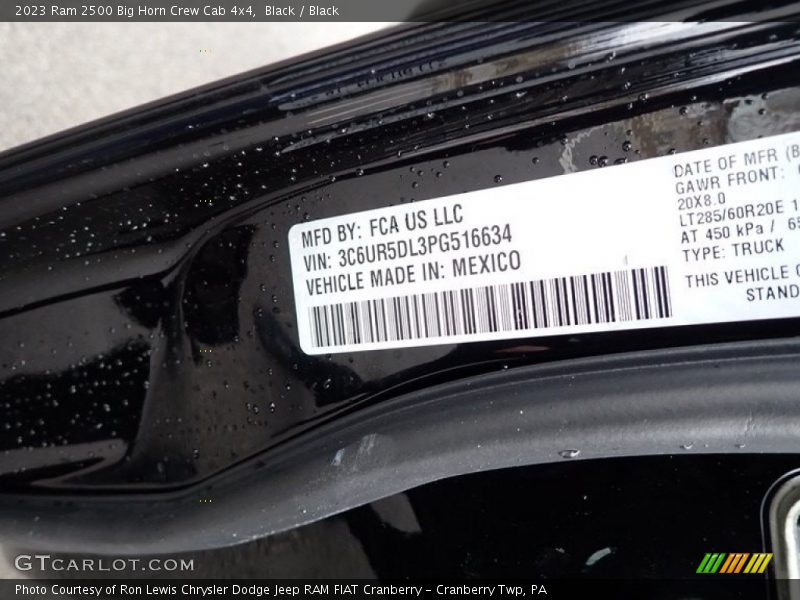 2023 Ram 2500 Big Horn Crew Cab 4x4, Black / Black
MFD BY: FCA US LLC
VIN: 3C6UR5DL3PG516634
VEHICLE MADE IN: MEXICO
DATE OF MFR
GAWR FRONT:
20X8.0
LT285/60R20E
AT 450 kPa /
TYPE: TRUCK
THIS VEHICLE
GTCARLOT.COM
Photo Courtesy of Ron Lewis Chrysler Dodge Jeep RAM FIAT Cranberry – Cranberry Twp, PA